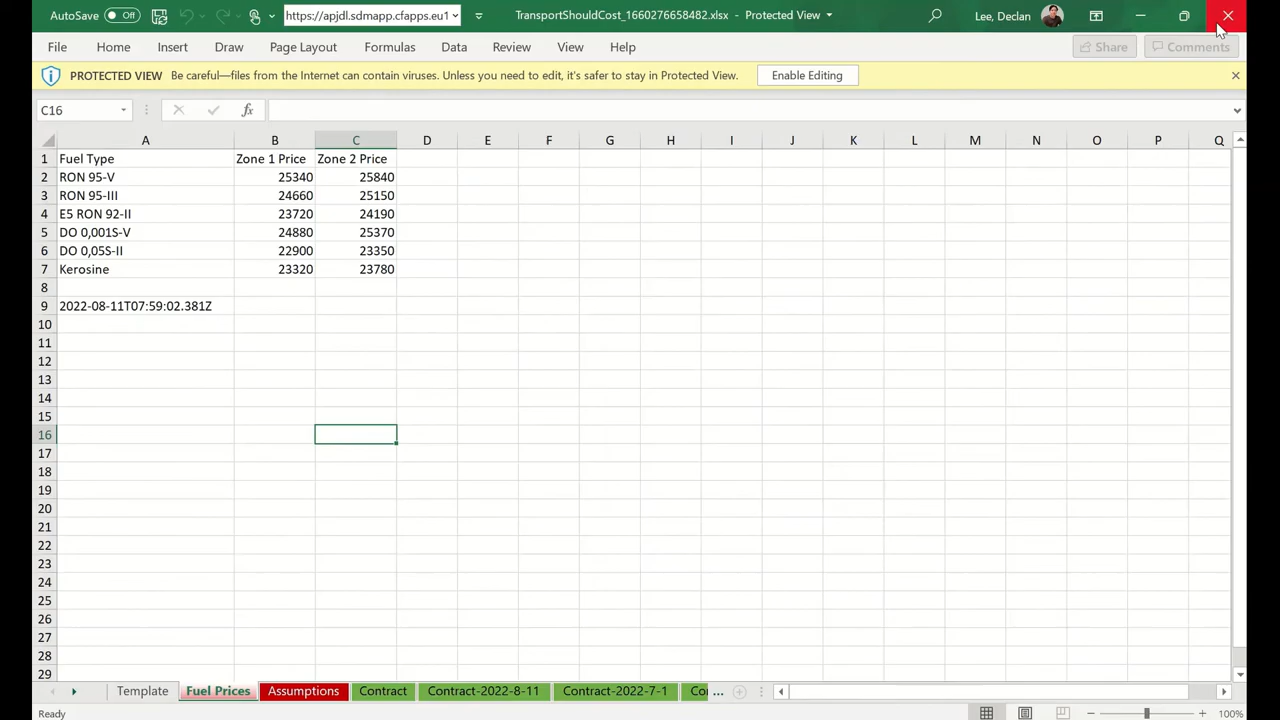 AutoSave Off https://apjdl.sdmapp.cfapps.eu1 TransportShouldCost_1660276658482.xlsx - Protected View Lee, Declan
File Home Insert Draw Page Layout Formulas Data Review View Help Share Comments
PROTECTED VIEW Be careful—files from the Internet can contain viruses. Unless you need to edit, it's safer to stay in Protected View. Enable Editing
C16 fx
A B C D E F G H I J K L M N O P Q
1 Fuel Type Zone 1 Price Zone 2 Price
2 RON 95-V 25340 25840
3 RON 95-III 24660 25150
4 E5 RON 92-II 23720 24190
5 DO 0,001S-V 24880 25370
6 DO 0,05S-II 22900 23350
7 Kerosine 23320 23780
8
9 2022-08-11T07:59:02.381Z
10
11
12
13
14
15
16
17
18
19
20
21
22
23
24
25
26
27
28
29
Template Fuel Prices Assumptions Contract Contract-2022-8-11 Contract-2022-7-1 Co ...
Ready 100%